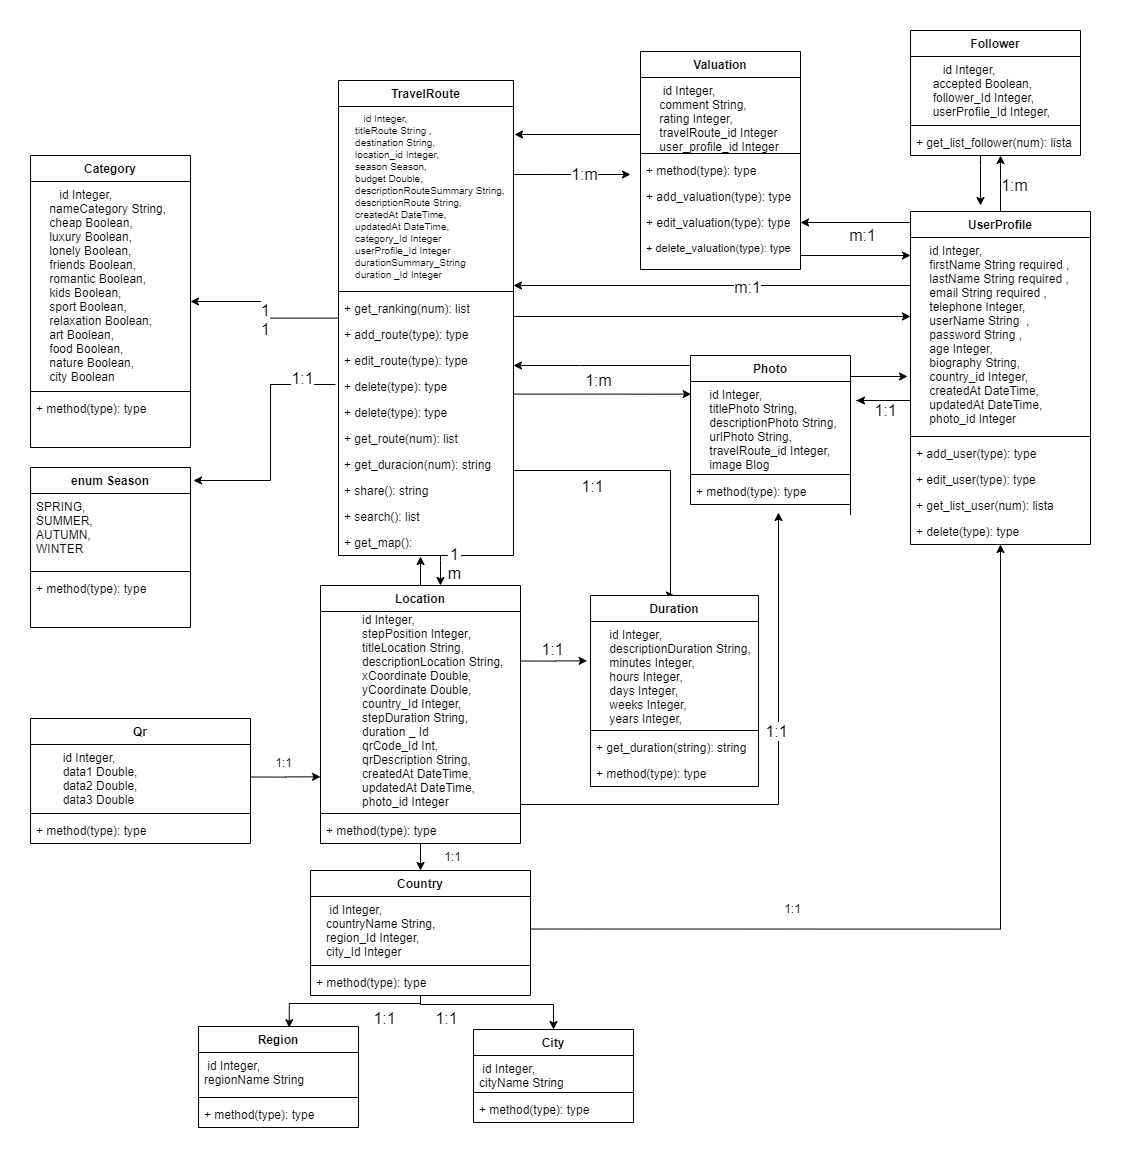 Follower
id Integer,
accepted Boolean,
follower_Id Integer,
userProfile_Id Integer,
+ get_list_follower(num): lista
Valuation
id Integer,
comment String,
rating Integer,
travelRoute_id Integer
user_profile_id Integer
+ method(type): type
+ add_valuation(type): type
+ edit_valuation(type): type
+ delete_valuation(type): type
TravelRoute
id Integer,
titleRoute String ,
destination String,
location_id Integer,
season Season,
budget Double,
descriptionRouteSummary String,
descriptionRoute String,
createdAt DateTime,
updatedAt DateTime,
category_Id Integer
userProfile_Id Integer
durationSummary_String
duration _Id Integer
+ get_ranking(num): list
+ add_route(type): type
+ edit_route(type): type
+ delete(type): type
+ delete(type): type
+ get_route(num): list
+ get_duracion(num): string
+ share(): string
+ search(): list
+ get_map():
Category
id Integer,
nameCategory String,
cheap Boolean,
luxury Boolean,
lonely Boolean,
friends Boolean,
romantic Boolean,
kids Boolean,
sport Boolean,
relaxation Boolean,
art Boolean,
food Boolean,
nature Boolean,
city Boolean
+ method(type): type
enum Season
SPRING,
SUMMER,
AUTUMN,
WINTER
+ method(type): type
UserProfile
id Integer,
firstName String required ,
lastName String required ,
email String required ,
telephone Integer,
userName String ,
password String ,
age Integer,
biography String,
country_id Integer,
createdAt DateTime,
updatedAt DateTime,
photo_id Integer
+ add_user(type): type
+ edit_user(type): type
+ get_list_user(num): lista
+ delete(type): type
Photo
id Integer,
titlePhoto String,
descriptionPhoto String,
urlPhoto String,
travelRoute_id Integer,
image Blog
+ method(type): type
1:m
1:m
m:1
m:1
1
1
1:1
1:m
1:1
1:1
1
m
Location
id Integer,
stepPosition Integer,
titleLocation String,
descriptionLocation String,
xCoordinate Double,
yCoordinate Double,
country_Id Integer,
stepDuration String,
duration _ Id
qrCode_Id Int,
qrDescription String,
createdAt DateTime,
updatedAt DateTime,
photo_id Integer
+ method(type): type
1:1
Duration
id Integer,
descriptionDuration String,
minutes Integer,
hours Integer,
days Integer,
weeks Integer,
years Integer,
+ get_duration(string): string
+ method(type): type
1:1
Qr
id Integer,
data1 Double,
data2 Double,
data3 Double
+ method(type): type
1:1
1:1
Country
id Integer,
countryName String,
region_Id Integer,
city_Id Integer
+ method(type): type
1:1
1:1
1:1
Region
id Integer,
regionName String
+ method(type): type
City
id Integer,
cityName String
+ method(type): type